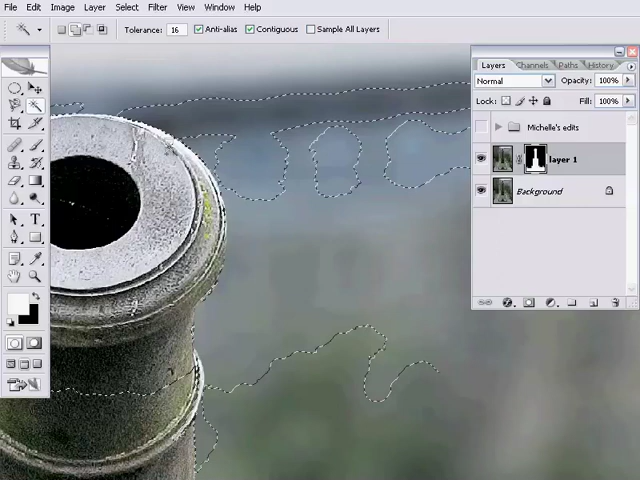 File Edit Image Layer Select Filter View Window Help
Tolerance: 16 Anti-alias Contiguous Sample All Layers
Layers Channels Paths History
Normal Opacity: 100%
Lock: Fill: 100%
Michelle's edits
layer 1
Background
T